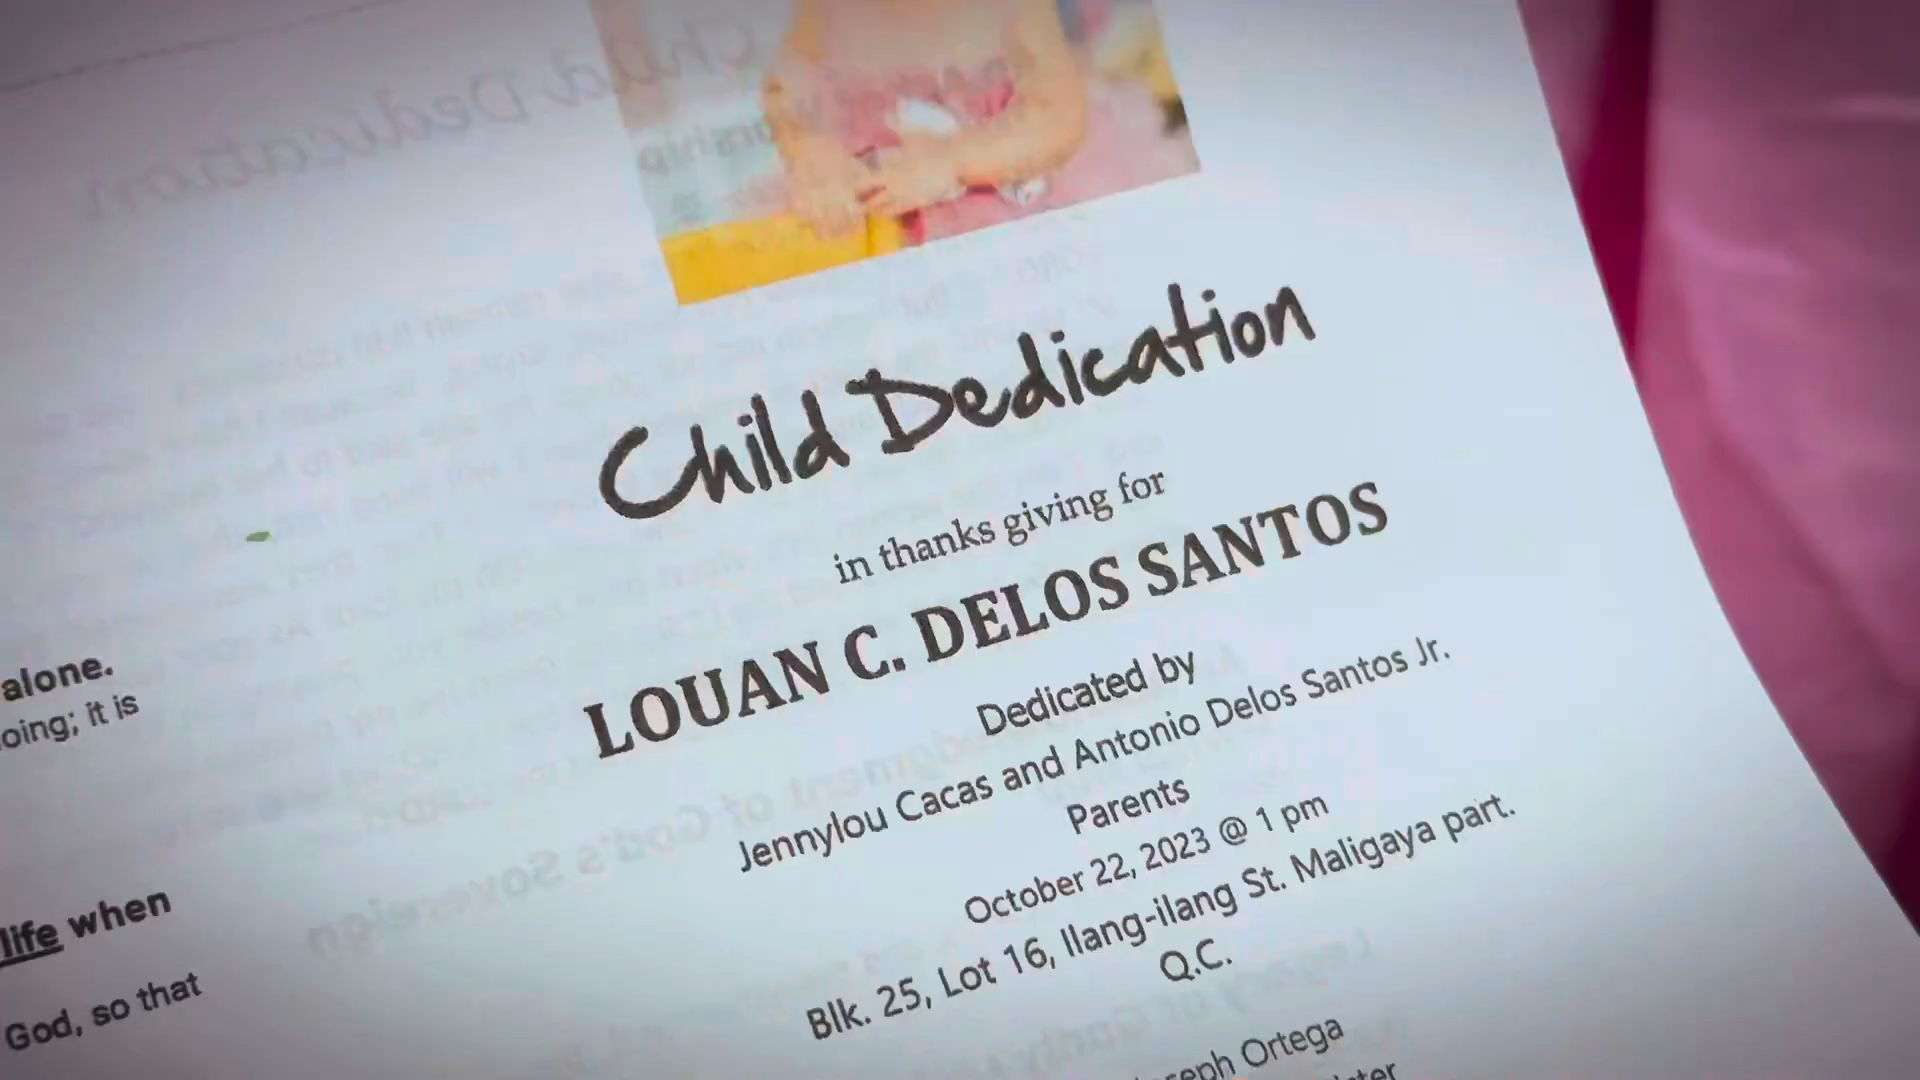 alone.
oing; it is
life when
God, so that
Child Dedication
in thanks giving for
LOUAN C. DELOS SANTOS
Dedicated by
Jennylou Cacas and Antonio Delos Santos Jr.
Parents
October 22, 2023 @ 1 pm
Blk. 25, Lot 16, Ilang-ilang St. Maligaya part.
Q.C.
Ortega